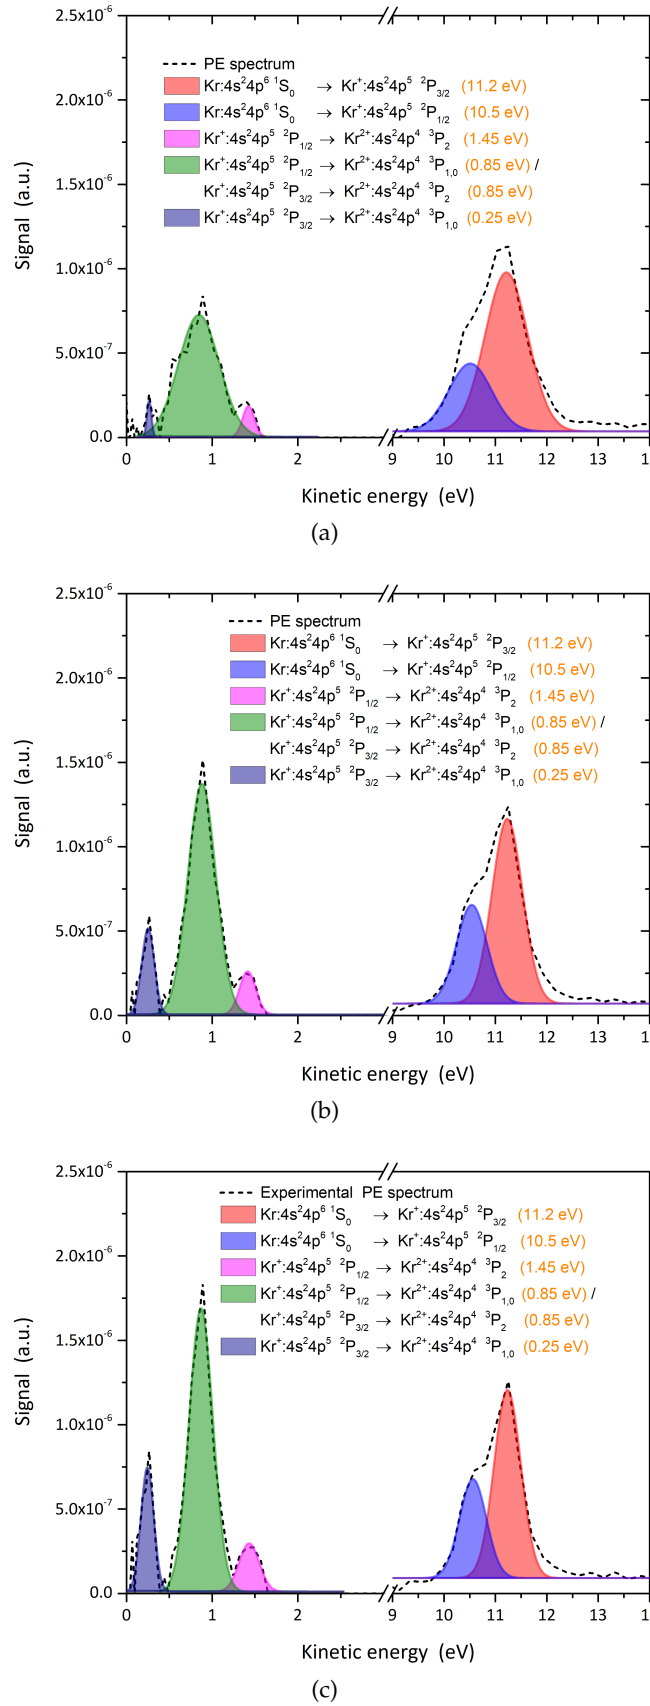 2.5x10⁻⁶
PE spectrum
Kr:4s²4p⁶ ¹S₀ → Kr⁺:4s²4p⁵ ²P₃/₂ (11.2 eV)
2.0x10⁻⁶
Kr:4s²4p⁶ ¹S₀ → Kr⁺:4s²4p⁵ ²P₁/₂ (10.5 eV)
Kr⁺:4s²4p⁵ ²P₁/₂ → Kr²⁺:4s²4p⁴ ³P₂ (1.45 eV)
Kr⁺:4s²4p⁵ ²P₁/₂ → Kr²⁺:4s²4p⁴ ³P₁,₀ (0.85 eV) /
1.5x10⁻⁶
Kr⁺:4s²4p⁵ ²P₃/₂ → Kr²⁺:4s²4p⁴ ³P₂ (0.85 eV)
Kr⁺:4s²4p⁵ ²P₃/₂ → Kr²⁺:4s²4p⁴ ³P₁,₀ (0.25 eV)
Signal (a.u.)
1.0x10⁻⁶
5.0x10⁻⁷
0.0
0 1 2 9 10 11 12 13 14
Kinetic energy (eV)
(a)
2.5x10⁻⁶
PE spectrum
Kr:4s²4p⁶ ¹S₀ → Kr⁺:4s²4p⁵ ²P₃/₂ (11.2 eV)
2.0x10⁻⁶
Kr:4s²4p⁶ ¹S₀ → Kr⁺:4s²4p⁵ ²P₁/₂ (10.5 eV)
Kr⁺:4s²4p⁵ ²P₁/₂ → Kr²⁺:4s²4p⁴ ³P₂ (1.45 eV)
Kr⁺:4s²4p⁵ ²P₁/₂ → Kr²⁺:4s²4p⁴ ³P₁,₀ (0.85 eV) /
Kr⁺:4s²4p⁵ ²P₃/₂ → Kr²⁺:4s²4p⁴ ³P₂ (0.85 eV)
1.5x10⁻⁶
Kr⁺:4s²4p⁵ ²P₃/₂ → Kr²⁺:4s²4p⁴ ³P₁,₀ (0.25 eV)
Signal (a.u.)
1.0x10⁻⁶
5.0x10⁻⁷
0.0
0 1 2 9 10 11 12 13 14
Kinetic energy (eV)
(b)
2.5x10⁻⁶
Experimental PE spectrum
Kr:4s²4p⁶ ¹S₀ → Kr⁺:4s²4p⁵ ²P₃/₂ (11.2 eV)
Kr:4s²4p⁶ ¹S₀ → Kr⁺:4s²4p⁵ ²P₁/₂ (10.5 eV)
2.0x10⁻⁶
Kr⁺:4s²4p⁵ ²P₁/₂ → Kr²⁺:4s²4p⁴ ³P₂ (1.45 eV)
Kr⁺:4s²4p⁵ ²P₁/₂ → Kr²⁺:4s²4p⁴ ³P₁,₀ (0.85 eV) /
Kr⁺:4s²4p⁵ ²P₃/₂ → Kr²⁺:4s²4p⁴ ³P₂ (0.85 eV)
1.5x10⁻⁶
Kr⁺:4s²4p⁵ ²P₃/₂ → Kr²⁺:4s²4p⁴ ³P₁,₀ (0.25 eV)
Signal (a.u.)
1.0x10⁻⁶
5.0x10⁻⁷
0.0
0 1 2 9 10 11 12 13 14
Kinetic energy (eV)
(c)